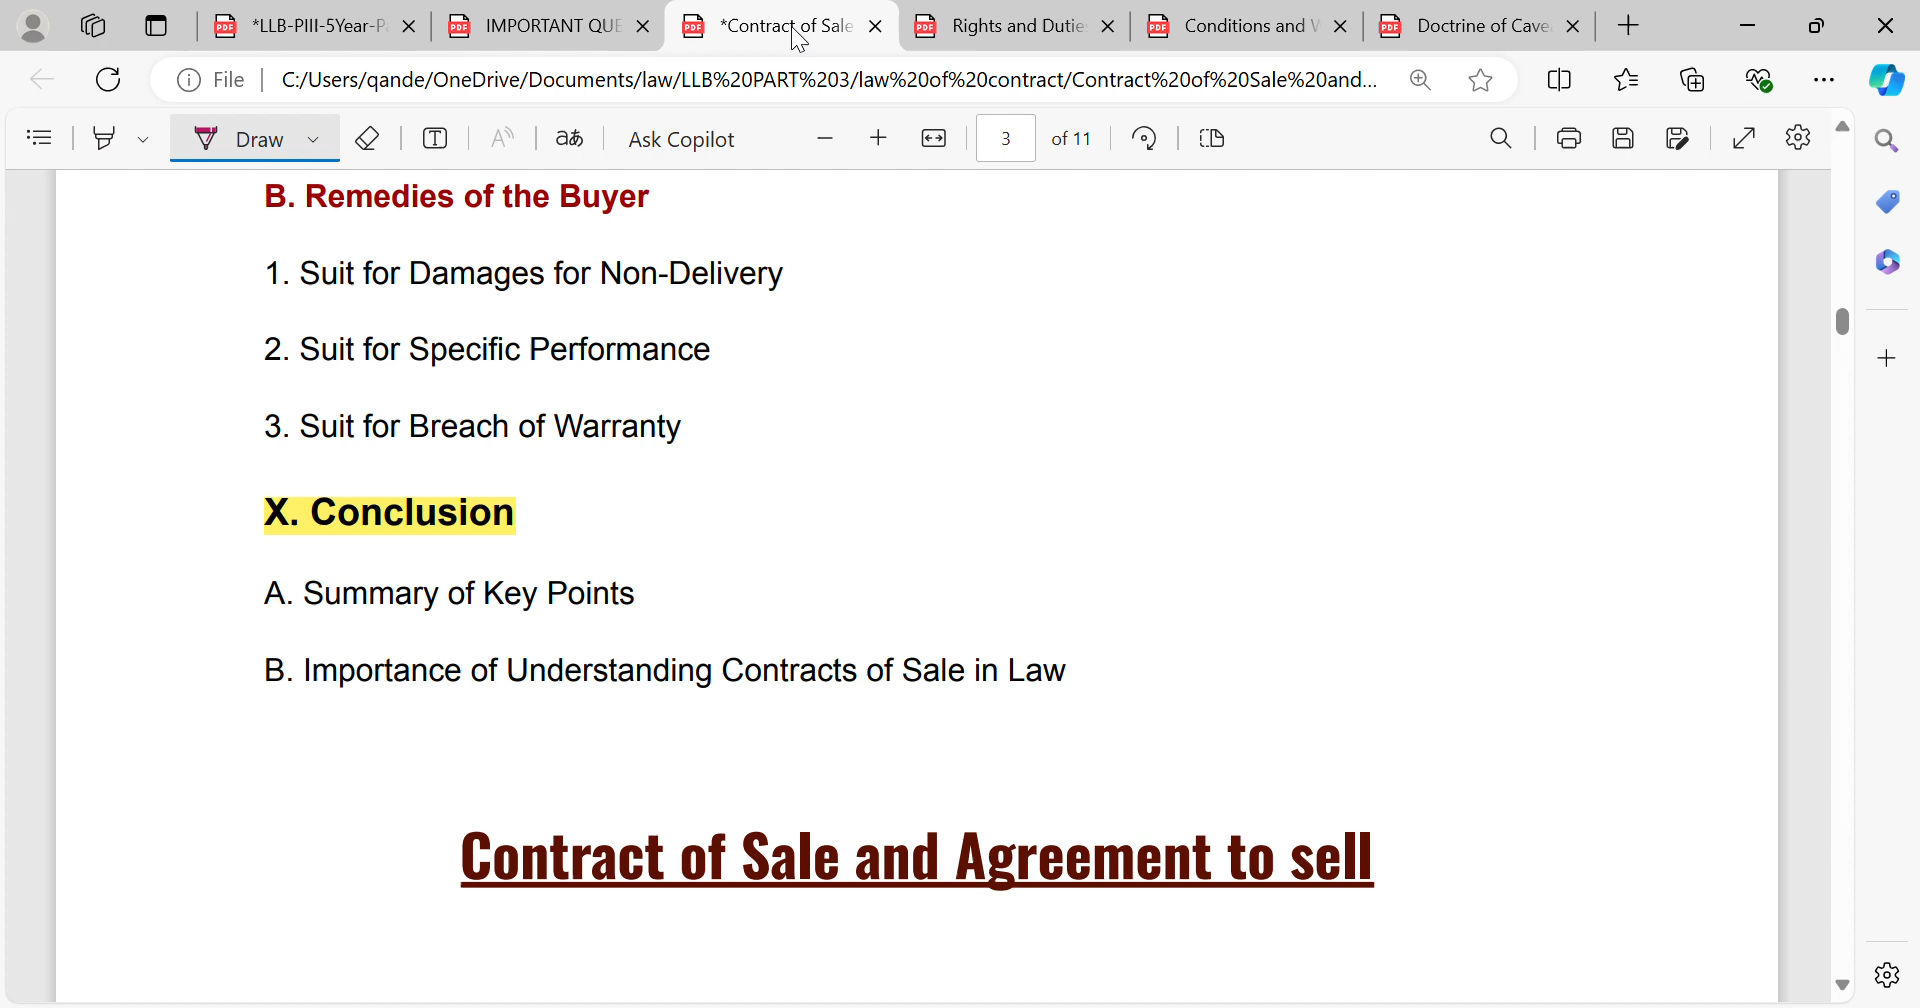 *LLB-PIII-5Year-P
IMPORTANT QUE
*Contract of Sale
Rights and Dutie
Conditions and
Doctrine of Cave
File
C:/Users/qande/OneDrive/Documents/law/LLB%20PART%203/law%20of%20contract/Contract%20of%20Sale%20and...
Draw
Ask Copilot
3 of 11
B. Remedies of the Buyer
1. Suit for Damages for Non-Delivery
2. Suit for Specific Performance
3. Suit for Breach of Warranty
X. Conclusion
A. Summary of Key Points
B. Importance of Understanding Contracts of Sale in Law
Contract of Sale and Agreement to sell